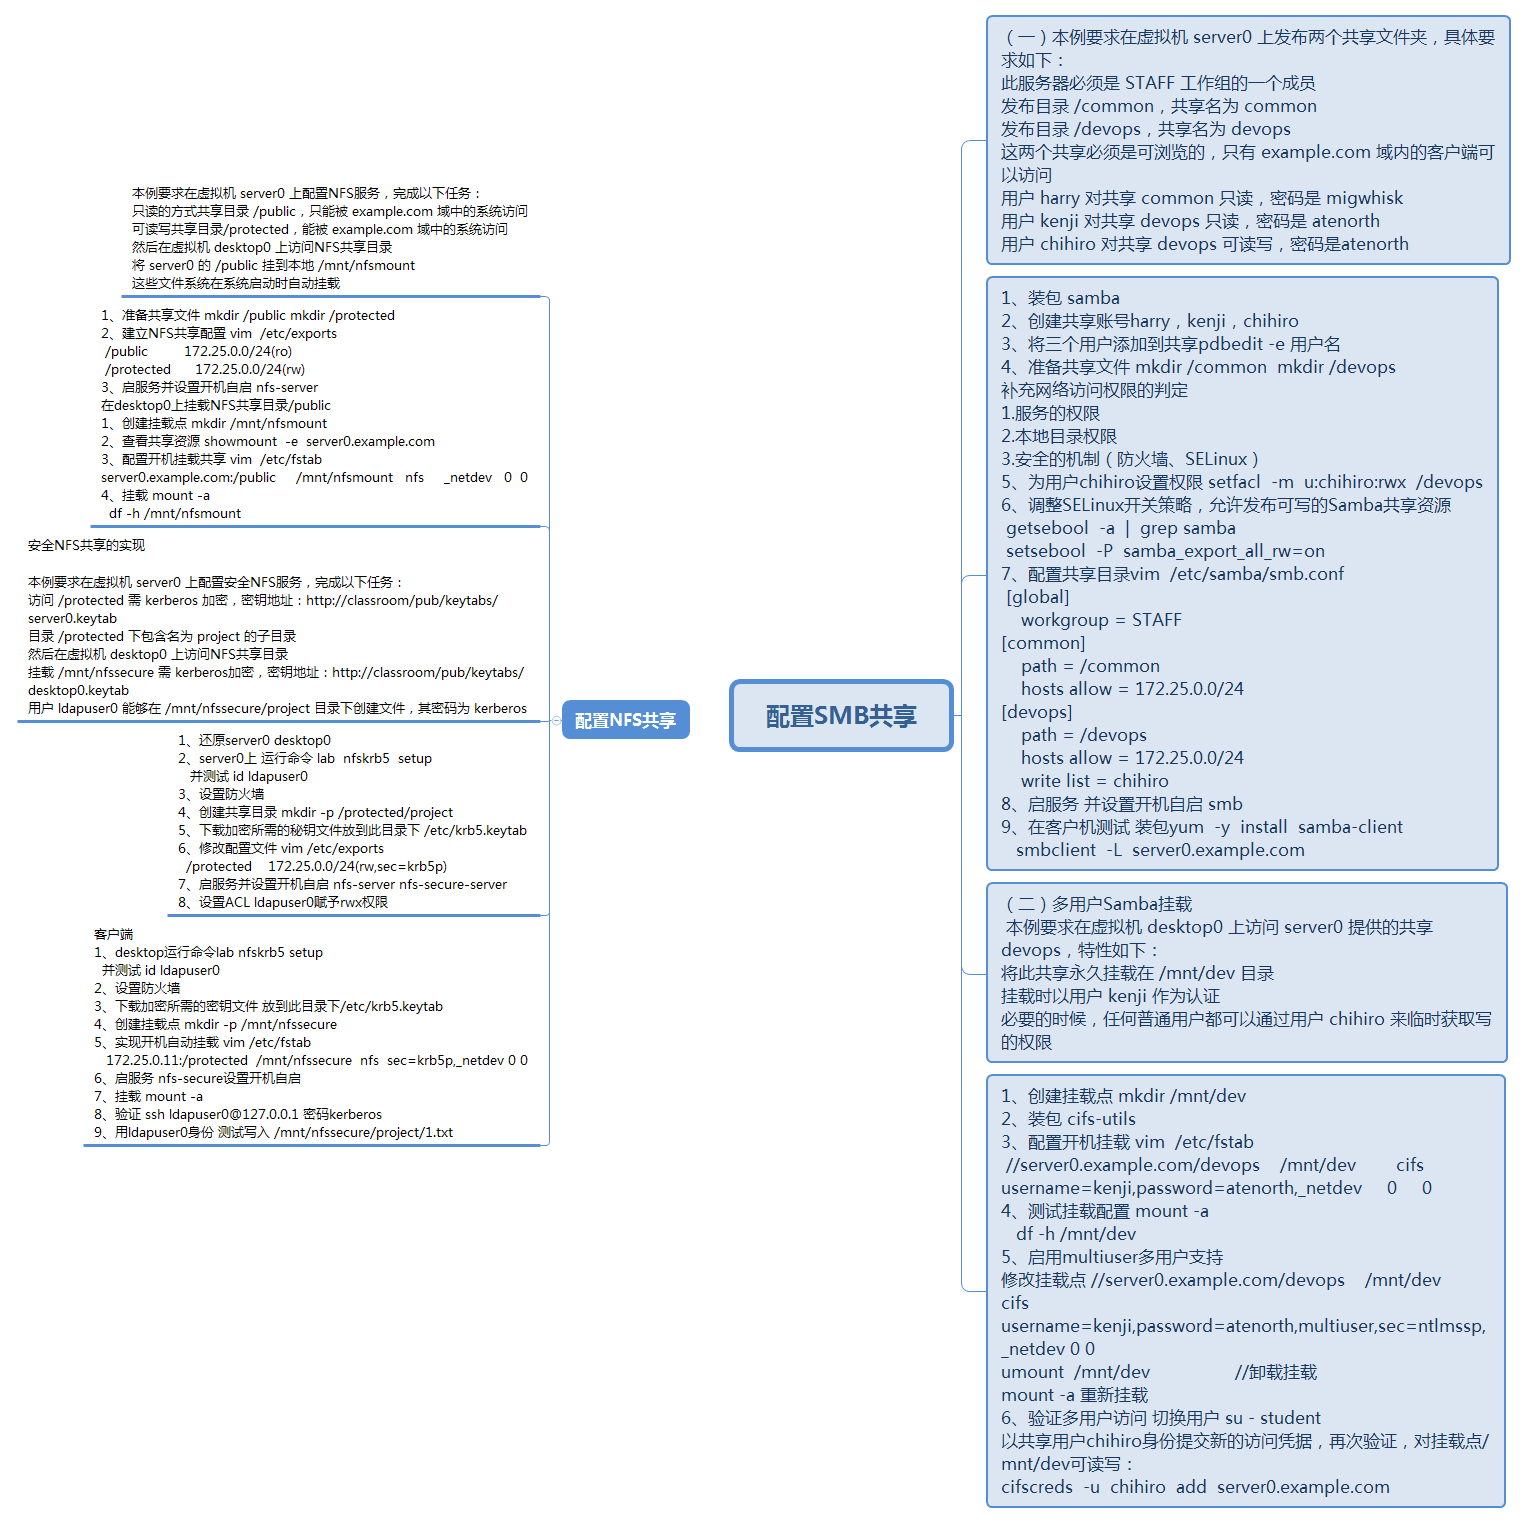 配置SMB共享
（一）本例要求在虚拟机 server0 上发布两个共享文件夹，具体要
求如下：
此服务器必须是 STAFF 工作组的一个成员
发布目录 /common，共享名为 common
发布目录 /devops，共享名为 devops
这两个共享必须是可浏览的，只有 example.com 域内的客户端可
以访问
用户 harry 对共享 common 只读，密码是 migwhisk
用户 kenji 对共享 devops 只读，密码是 atenorth
用户 chihiro 对共享 devops 可读写，密码是atenorth
1、装包 samba
2、创建共享账号harry，kenji，chihiro
3、将三个用户添加到共享pdbedit -e 用户名
4、准备共享文件 mkdir /common  mkdir /devops
补充网络访问权限的判定
1.服务的权限
2.本地目录权限
3.安全的机制（防火墙、SELinux）
5、为用户chihiro设置权限 setfacl  -m  u:chihiro:rwx  /devops
6、调整SELinux开关策略，允许发布可写的Samba共享资源
getsebool  -a  |  grep samba
setsebool  -P  samba_export_all_rw=on
7、配置共享目录vim  /etc/samba/smb.conf
[global]
workgroup = STAFF
[common]
path = /common
hosts allow = 172.25.0.0/24
[devops]
path = /devops
hosts allow = 172.25.0.0/24
write list = chihiro
8、启服务 并设置开机自启 smb
9、在客户机测试 装包yum  -y  install  samba-client
smbclient  -L  server0.example.com
（二）多用户Samba挂载
本例要求在虚拟机 desktop0 上访问 server0 提供的共享
devops，特性如下：
将此共享永久挂载在 /mnt/dev 目录
挂载时以用户 kenji 作为认证
必要的时候，任何普通用户都可以通过用户 chihiro 来临时获取写
的权限
1、创建挂载点 mkdir /mnt/dev
2、装包 cifs-utils
3、配置开机挂载 vim  /etc/fstab
//server0.example.com/devops    /mnt/dev        cifs
username=kenji,password=atenorth,_netdev     0     0
4、测试挂载配置 mount -a
df -h /mnt/dev
5、启用multiuser多用户支持
修改挂载点 //server0.example.com/devops    /mnt/dev
cifs
username=kenji,password=atenorth,multiuser,sec=ntlmssp,
_netdev 0 0
umount  /mnt/dev                 //卸载挂载
mount -a 重新挂载
6、验证多用户访问 切换用户 su - student
以共享用户chihiro身份提交新的访问凭据，再次验证，对挂载点/
mnt/dev可读写：
cifscreds  -u  chihiro  add  server0.example.com
配置NFS共享
本例要求在虚拟机 server0 上配置NFS服务，完成以下任务：
只读的方式共享目录 /public，只能被 example.com 域中的系统访问
可读写共享目录/protected，能被 example.com 域中的系统访问
然后在虚拟机 desktop0 上访问NFS共享目录
将 server0 的 /public 挂到本地 /mnt/nfsmount
这些文件系统在系统启动时自动挂载
1、准备共享文件 mkdir /public mkdir /protected
2、建立NFS共享配置 vim  /etc/exports
/public         172.25.0.0/24(ro)
/protected      172.25.0.0/24(rw)
3、启服务并设置开机自启 nfs-server
在desktop0上挂载NFS共享目录/public
1、创建挂载点 mkdir /mnt/nfsmount
2、查看共享资源 showmount  -e  server0.example.com
3、配置开机挂载共享 vim  /etc/fstab
server0.example.com:/public     /mnt/nfsmount   nfs     _netdev   0  0
4、挂载 mount -a
df -h /mnt/nfsmount
安全NFS共享的实现
本例要求在虚拟机 server0 上配置安全NFS服务，完成以下任务：
访问 /protected 需 kerberos 加密，密钥地址：http://classroom/pub/keytabs/
server0.keytab
目录 /protected 下包含名为 project 的子目录
然后在虚拟机 desktop0 上访问NFS共享目录
挂载 /mnt/nfssecure 需 kerberos加密，密钥地址：http://classroom/pub/keytabs/
desktop0.keytab
用户 ldapuser0 能够在 /mnt/nfssecure/project 目录下创建文件，其密码为 kerberos
1、还原server0 desktop0
2、server0上 运行命令 lab  nfskrb5  setup
并测试 id ldapuser0
3、设置防火墙
4、创建共享目录 mkdir -p /protected/project
5、下载加密所需的秘钥文件放到此目录下 /etc/krb5.keytab
6、修改配置文件 vim /etc/exports
/protected    172.25.0.0/24(rw,sec=krb5p)
7、启服务并设置开机自启 nfs-server nfs-secure-server
8、设置ACL ldapuser0赋予rwx权限
客户端
1、desktop运行命令lab nfskrb5 setup
并测试 id ldapuser0
2、设置防火墙
3、下载加密所需的密钥文件 放到此目录下/etc/krb5.keytab
4、创建挂载点 mkdir -p /mnt/nfssecure
5、实现开机自动挂载 vim /etc/fstab
172.25.0.11:/protected  /mnt/nfssecure  nfs  sec=krb5p,_netdev 0 0
6、启服务 nfs-secure设置开机自启
7、挂载 mount -a
8、验证 ssh ldapuser0@127.0.0.1 密码kerberos
9、用ldapuser0身份 测试写入 /mnt/nfssecure/project/1.txt